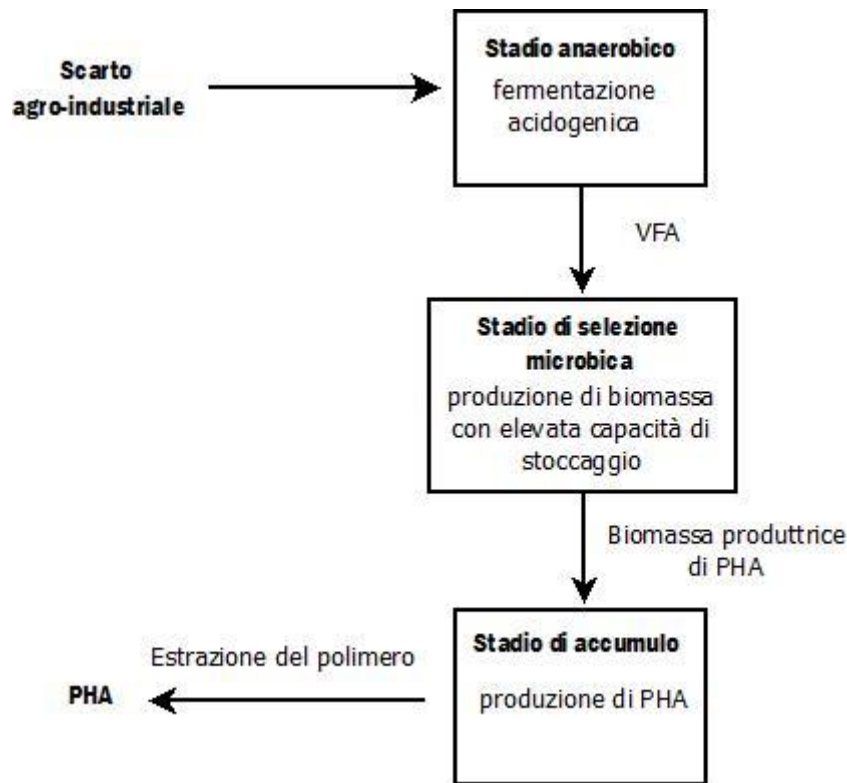 Scarto
agro-industriale
Stadio anaerobico
fermentazione
acidogenica
VFA
Stadio di selezione
microbica
produzione di biomassa
con elevata capacità di
stoccaggio
Biomassa produttrice
di PHA
Stadio di accumulo
produzione di PHA
Estrazione del polimero
PHA